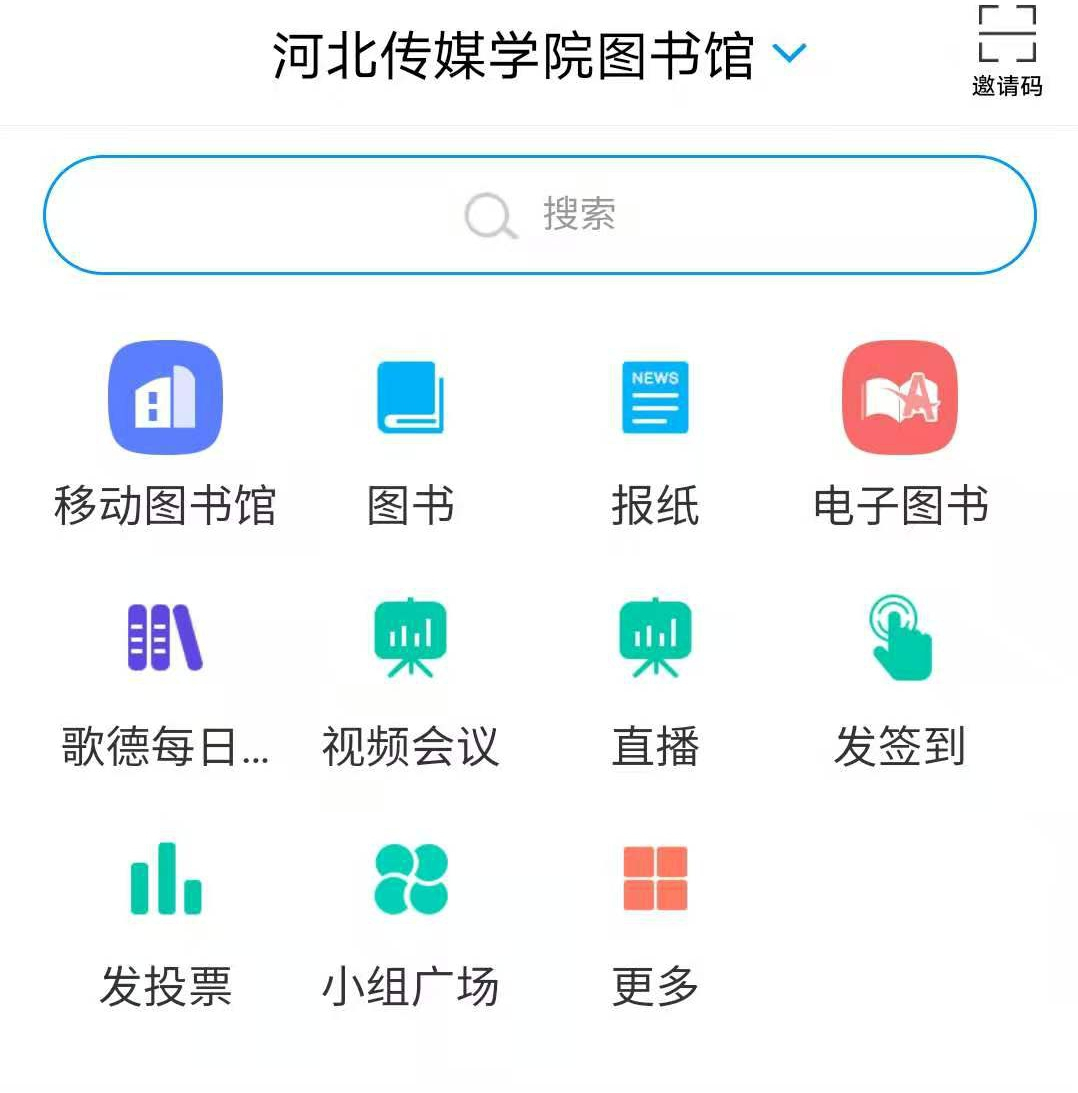 河北传媒学院图书馆
邀请码
搜索
NEWS
A
移动图书馆 图书 报纸 电子图书
歌德每日... 视频会议 直播 发签到
发投票 小组广场 更多